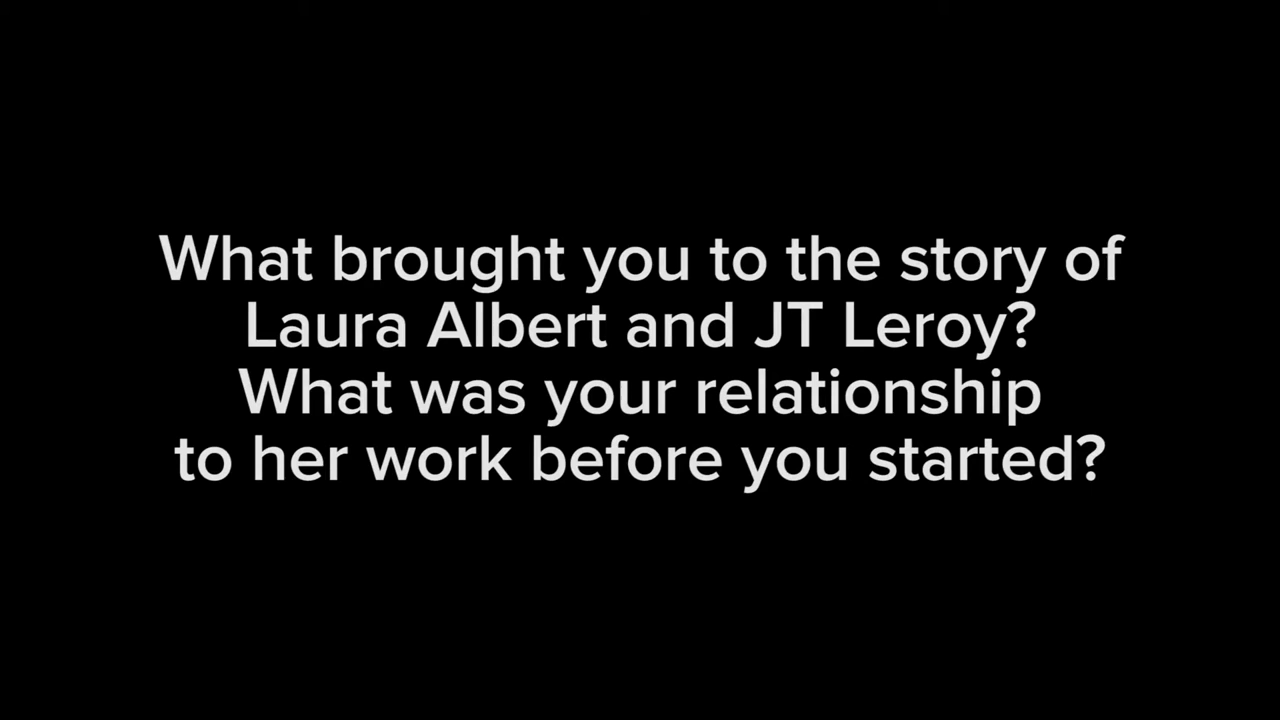 What brought you to the story of
Laura Albert and JT Leroy?
What was your relationship
to her work before you started?